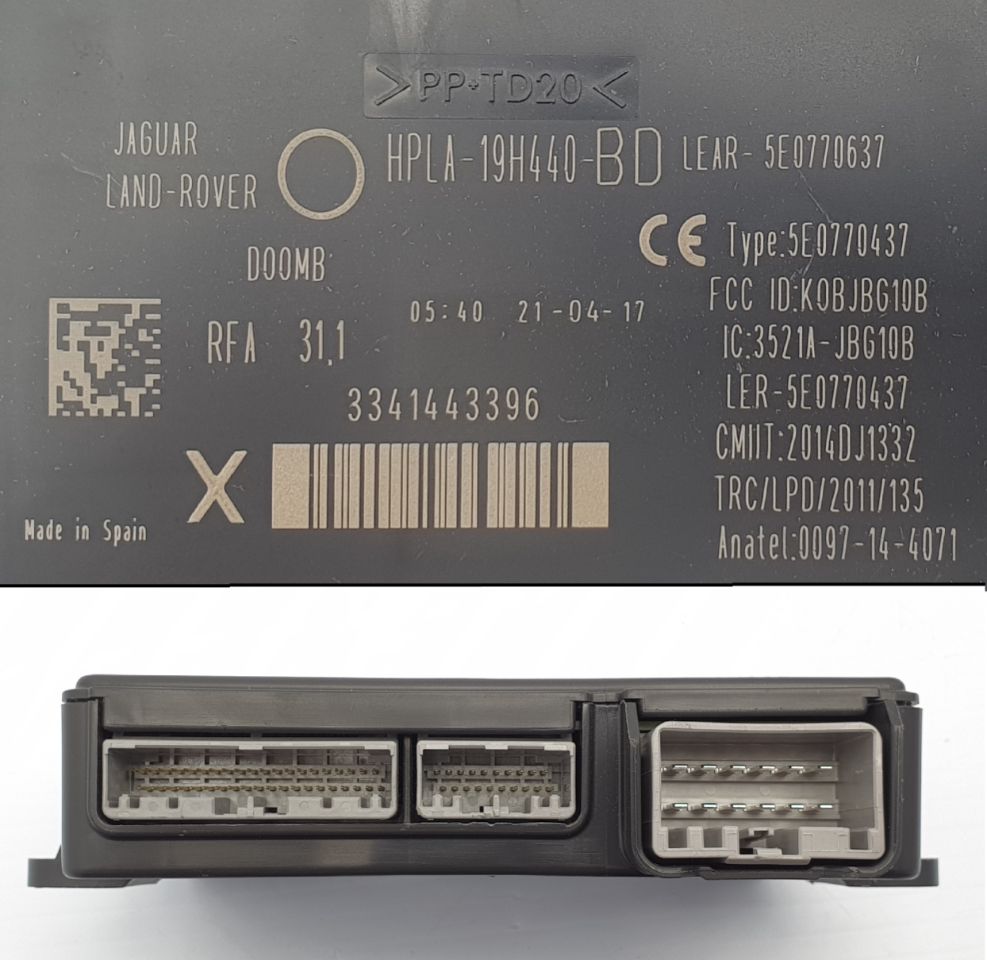 >PP+TD20<
JAGUAR
LAND-ROVER
HPLA-19H440-BD
LEAR- 5E0770637
CE
Type:5E0770437
D00MB
FCC ID:KOBJBG10B
05:40 21-04-17
RFA 31,1
IC:3521A-JBG10B
LER-5E0770437
3341443396
CMIIT:2014DJ1332
X
TRC/LPD/2011/135
Made in Spain
Anatel:0097-14-4071